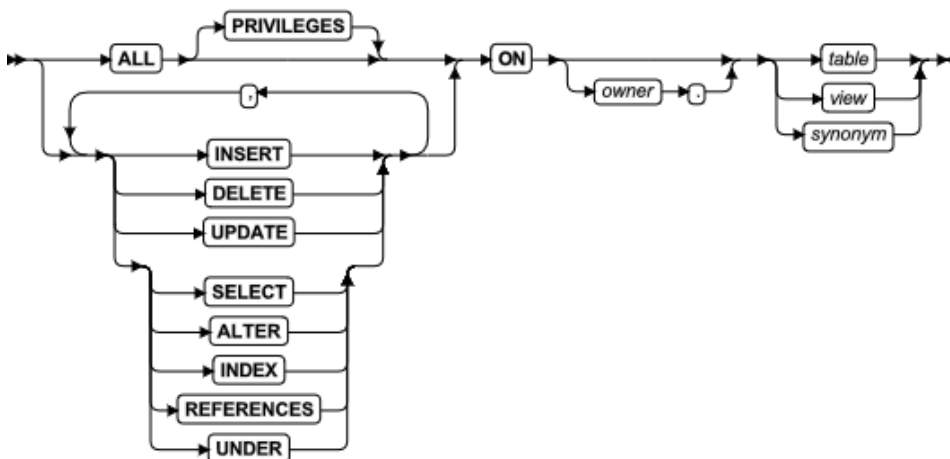 PRIVILEGES
ALL ON table
owner .
,
view
synonym
INSERT
DELETE
UPDATE
SELECT
ALTER
INDEX
REFERENCES
UNDER